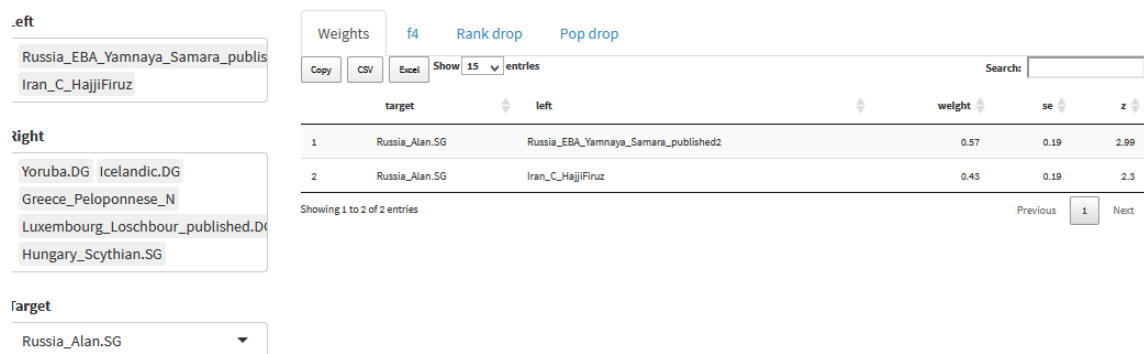 Left
Russia_EBA_Yamnaya_Samara_publis
Iran_C_HajjiFiruz
Right
Yoruba.DG Icelandic.DG
Greece_Peloponnese_N
Luxembourg_Loschbour_published.DG
Hungary_Scythian.SG
Target
Russia_Alan.SG
Weights f4 Rank drop Pop drop
Copy CSV Excel Show 15 entries Search:
target left weight se z
1 Russia_Alan.SG Russia_EBA_Yamnaya_Samara_published2 0.57 0.19 2.99
2 Russia_Alan.SG Iran_C_HajjiFiruz 0.43 0.19 2.3
Showing 1 to 2 of 2 entries Previous 1 Next